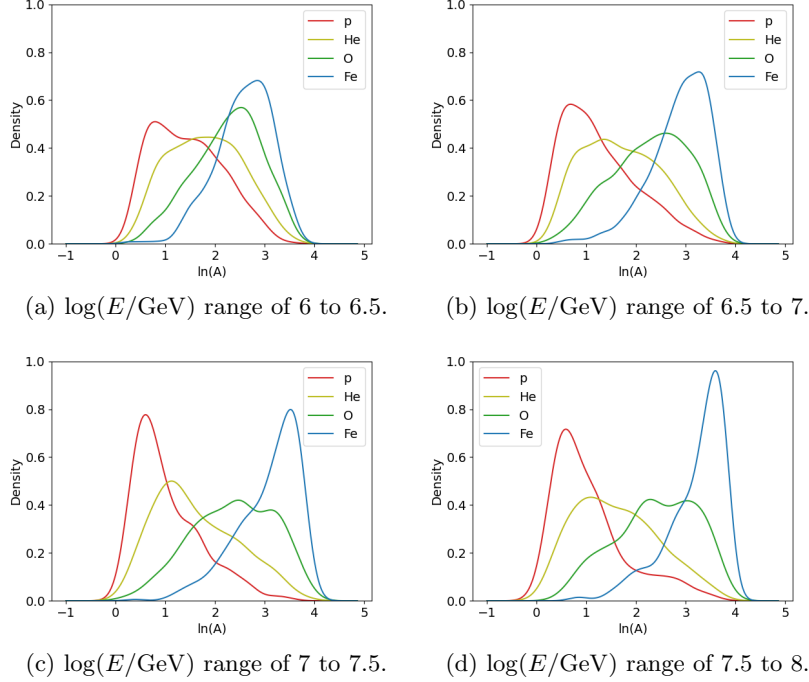 1.0
0.8
0.6
0.4
0.2
0.0
Density
p
He
O
Fe
−1 0 1 2 3 4 5
ln(A)
(a) log(E/GeV) range of 6 to 6.5.
1.0
0.8
0.6
0.4
0.2
0.0
Density
p
He
O
Fe
−1 0 1 2 3 4 5
ln(A)
(b) log(E/GeV) range of 6.5 to 7.
1.0
0.8
0.6
0.4
0.2
0.0
Density
p
He
O
Fe
−1 0 1 2 3 4 5
ln(A)
(c) log(E/GeV) range of 7 to 7.5.
1.0
0.8
0.6
0.4
0.2
0.0
Density
p
He
O
Fe
−1 0 1 2 3 4 5
ln(A)
(d) log(E/GeV) range of 7.5 to 8.